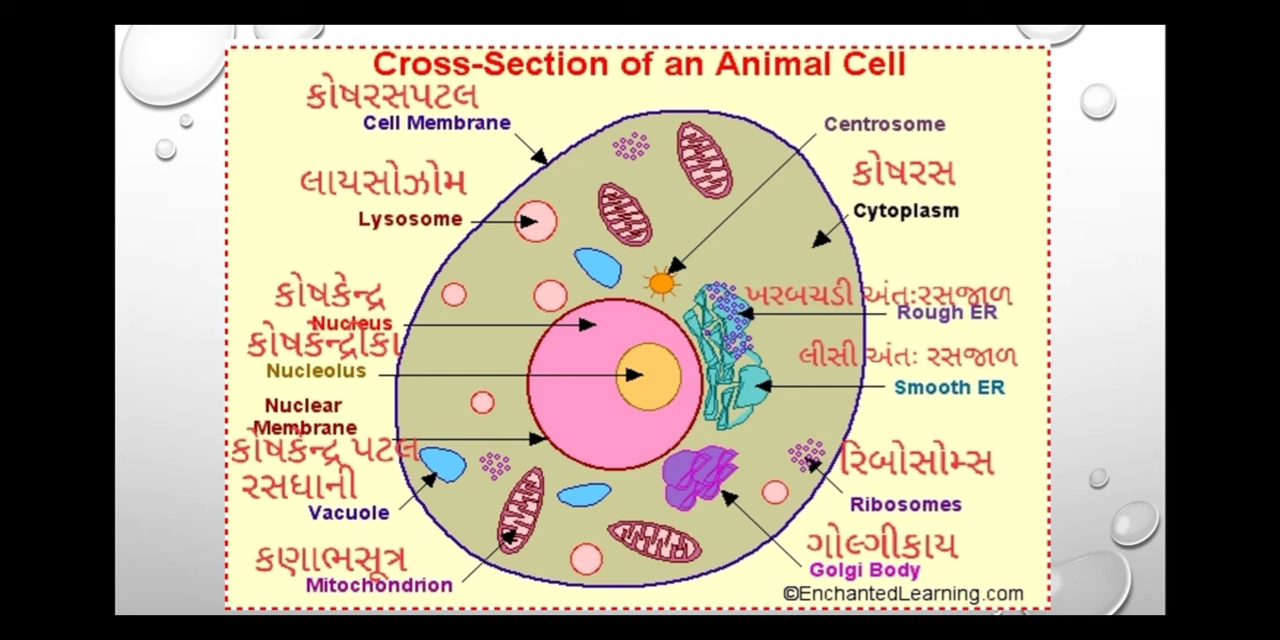 Cross-Section of an Animal Cell
કોષરસપટલ
Cell Membrane
લાયસોઝોમ
Lysosome
કોષકેન્દ્ર
Nucleus
કોષકેન્દ્રીકા
Nucleolus
Nuclear
Membrane
કોષકેન્દ્ર પટલ
રસધાની
Vacuole
કણાભસૂત્ર
Mitochondrion
Centrosome
કોષરસ
Cytoplasm
ખરબચડી અંતઃરસજાળ
Rough ER
લીસી અંતઃ રસજાળ
Smooth ER
રિબોસોમ્સ
Ribosomes
ગોલ્ગીકાય
Golgi Body
©EnchantedLearning.com